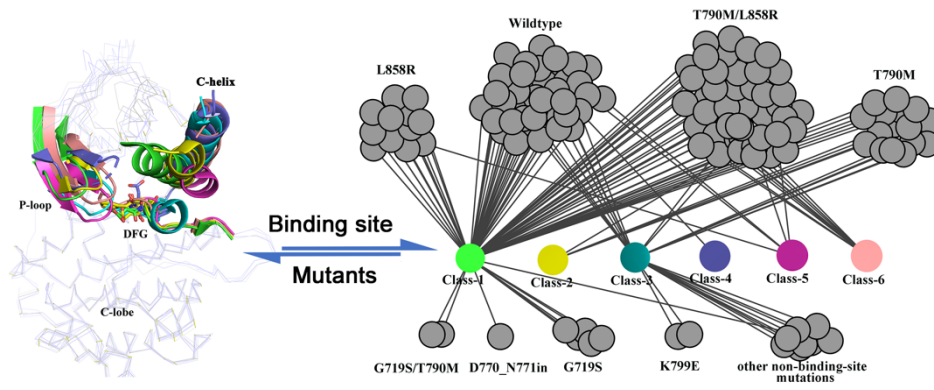 C-helix
P-loop
DFG
C-lobe
Binding site
Mutants
Wildtype
T790M/L858R
L858R
T790M
Class-1
Class-2
Class-3
Class-4
Class-5
Class-6
G719S/T790M
D770_N771in
G719S
K799E
other non-binding-site
mutations